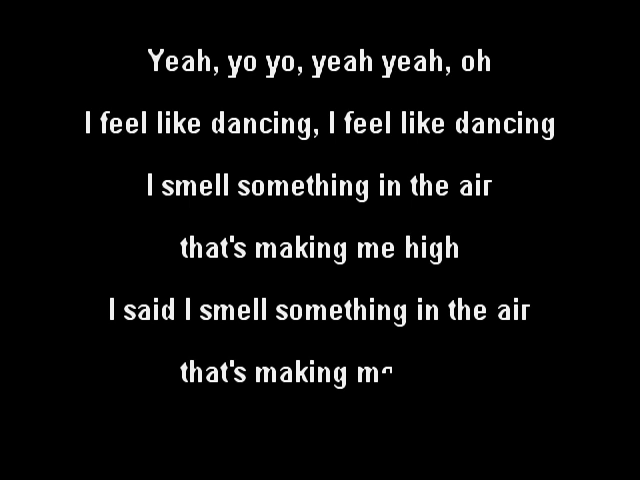 Yeah, yo yo, yeah yeah, oh
I feel like dancing, I feel like dancing
I smell something in the air
that's making me high
I said I smell something in the air
that's making